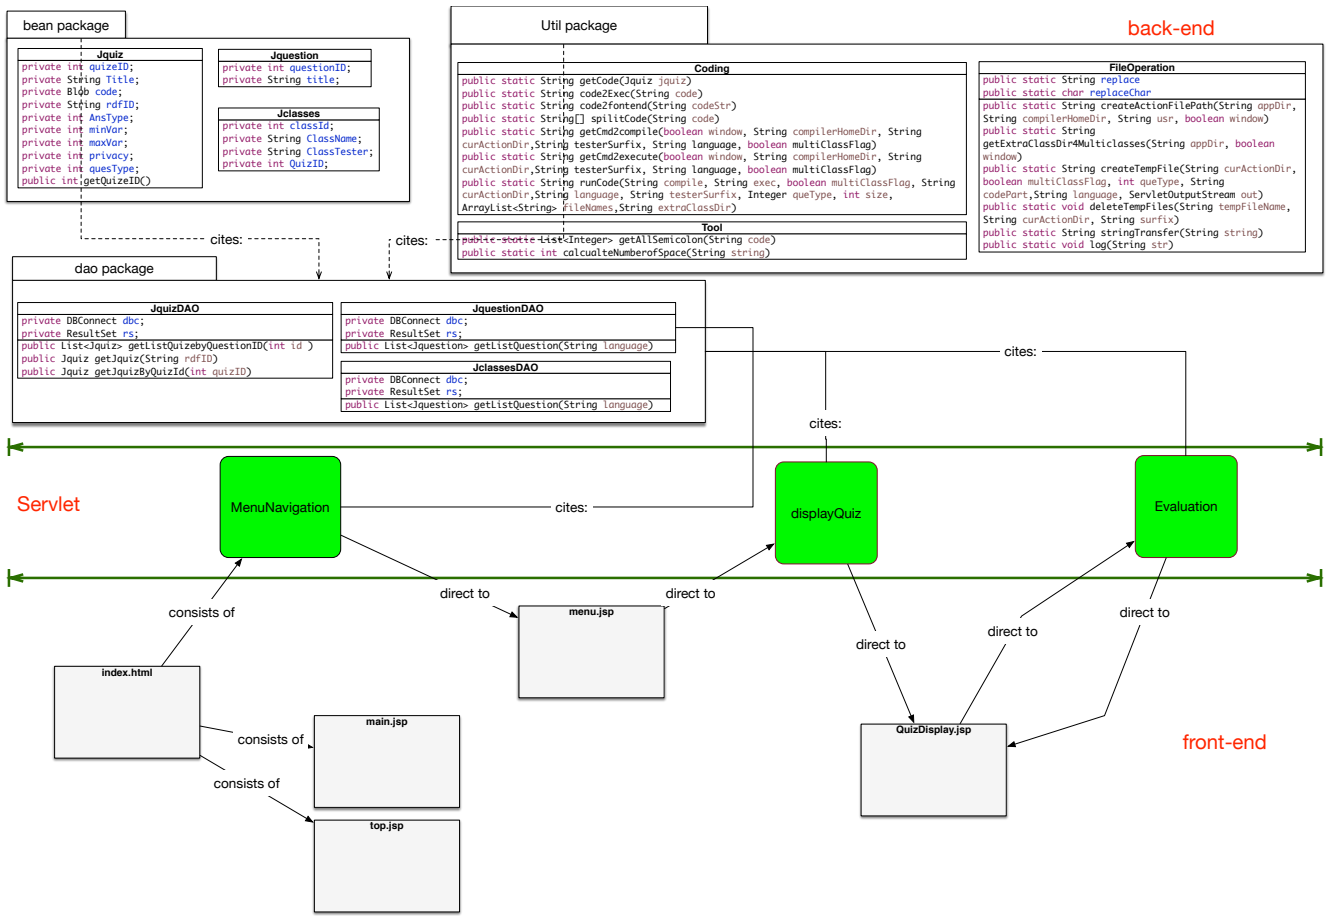 bean package
Jquiz
private int quizeID;
private String Title;
private Blob code;
private String rdfID;
private int AnsType;
private int minVar;
private int maxVar;
private int privacy;
private int quesType;
public int getQuizeID()
Jquestion
private int questionID;
private String title;
Jclasses
private int classId;
private String ClassName;
private String ClassTester;
private int QuizID;
Util package
back-end
Coding
public static String getCode(Jquiz jquiz)
public static String code2Exec(String code)
public static String code2fontend(String codeStr)
public static String[] spilitCode(String code)
public static String getCmd2compile(boolean window, String compilerHomeDir, String
curActionDir,String testerSurfix, String language, boolean multiClassFlag)
public static String getCmd2execute(boolean window, String compilerHomeDir, String
curActionDir,String testerSurfix, String language, boolean multiClassFlag)
public static String runCode(String compile, String exec, boolean multiClassFlag, String
curActionDir,String language, String testerSurfix, Integer queType, int size,
ArrayList<String> fileNames,String extraClassDir)
Tool
public static List<Integer> getAllSemicolon(String code)
public static int calcualteNumberofSpace(String string)
FileOperation
public static String replace
public static char replaceChar
public static String createActionFilePath(String appDir,
String compilerHomeDir, String usr, boolean window)
public static String
getExtraClassDir4Multiclasses(String appDir, boolean
window)
public static String createTempFile(String curActionDir,
boolean multiClassFlag, int queType, String
codePart,String language, ServletOutputStream out)
public static void deleteTempFiles(String tempFileName,
String curActionDir, String surfix)
public static String stringTransfer(String string)
public static void log(String str)
cites:
cites:
dao package
JquizDAO
private DBConnect dbc;
private ResultSet rs;
public List<Jquiz> getListQuizebyQuestionID(int id )
public Jquiz getJquiz(String rdfID)
public Jquiz getJquizByQuizId(int quizID)
JquestionDAO
private DBConnect dbc;
private ResultSet rs;
public List<Jquestion> getListQuestion(String language)
JclassesDAO
private DBConnect dbc;
private ResultSet rs;
public List<Jquestion> getListQuestion(String language)
cites:
cites:
Servlet
MenuNavigation
cites:
displayQuiz
Evaluation
consists of
direct to
direct to
direct to
direct to
direct to
menu.jsp
index.html
main.jsp
consists of
consists of
top.jsp
QuizDisplay.jsp
front-end